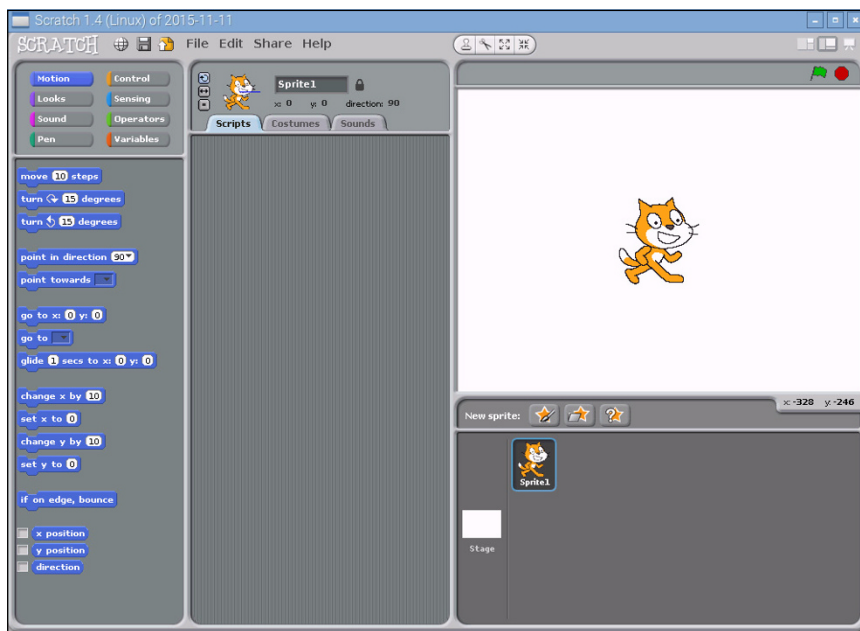 Scratch 1.4 (Linux) of 2015-11-11
SCRATCH File Edit Share Help
Motion Control
Looks Sensing
Sound Operators
Pen Variables
move 10 steps
turn 15 degrees
turn 15 degrees
point in direction 90
point towards
go to x: 0 y: 0
go to
glide 1 secs to x: 0 y: 0
change x by 10
set x to 0
change y by 10
set y to 0
if on edge, bounce
x position
y position
direction
Sprite1
x: 0 y: 0 direction: 90
Scripts Costumes Sounds
x: -328 y: -246
New sprite:
Sprite1
Stage